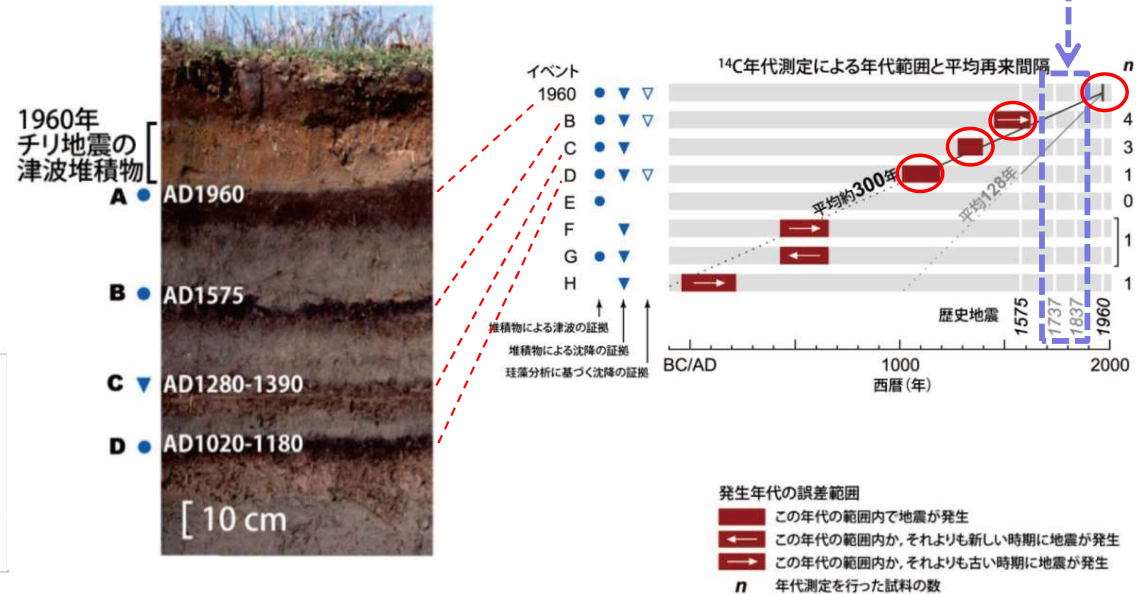 1960年
チリ地震の
津波堆積物
A AD1960
B AD1575
C AD1280-1390
D AD1020-1180
10 cm
イベント
14C年代測定による年代範囲と平均再来間隔
n
1960
B 4
C 3
D 1
E 0
F
G
1
H 1
平均約300年
平均128年
堆積物による津波の証拠
堆積物による沈降の証拠
珪藻分析に基づく沈降の証拠
歴史地震
1575
1737
1837
1960
BC/AD 1000 2000
西暦(年)
発生年代の誤差範囲
この年代の範囲内で地震が発生
この年代の範囲内か,それよりも新しい時期に地震が発生
この年代の範囲内か,それよりも古い時期に地震が発生
n 年代測定を行った試料の数